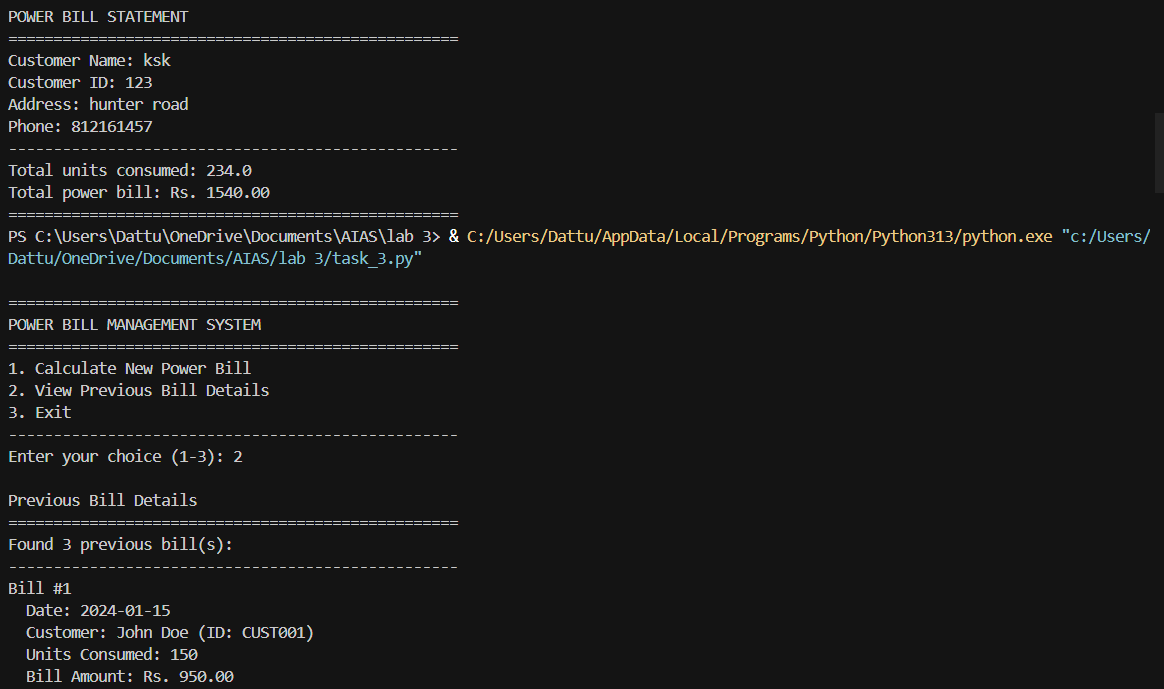 POWER BILL STATEMENT
==================================================
Customer Name: ksk
Customer ID: 123
Address: hunter road
Phone: 812161457
--------------------------------------------------
Total units consumed: 234.0
Total power bill: Rs. 1540.00
==================================================
PS C:\Users\Dattu\OneDrive\Documents\AIAS\lab 3> & C:/Users/Dattu/AppData/Local/Programs/Python/Python313/python.exe "c:/Users/
Dattu/OneDrive/Documents/AIAS/lab 3/task_3.py"
==================================================
POWER BILL MANAGEMENT SYSTEM
==================================================
1. Calculate New Power Bill
2. View Previous Bill Details
3. Exit
--------------------------------------------------
Enter your choice (1-3): 2
Previous Bill Details
==================================================
Found 3 previous bill(s):
--------------------------------------------------
Bill #1
  Date: 2024-01-15
  Customer: John Doe (ID: CUST001)
  Units Consumed: 150
  Bill Amount: Rs. 950.00